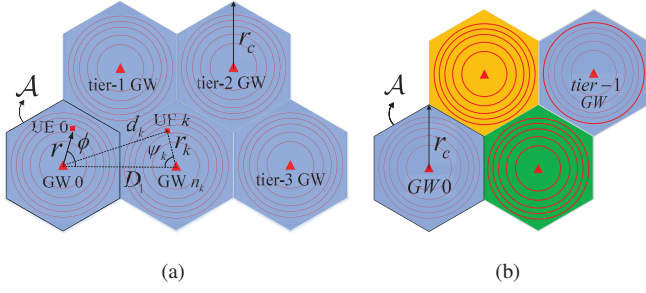 𝒜
tier-1 GW
tier-2 GW
r_c
UE 0
d_k
UE k
r
ϕ
ψ_k
r_k
GW 0
D_1
GW n_k
tier-3 GW
(a)
𝒜
r_c
tier-1
GW
GW 0
(b)